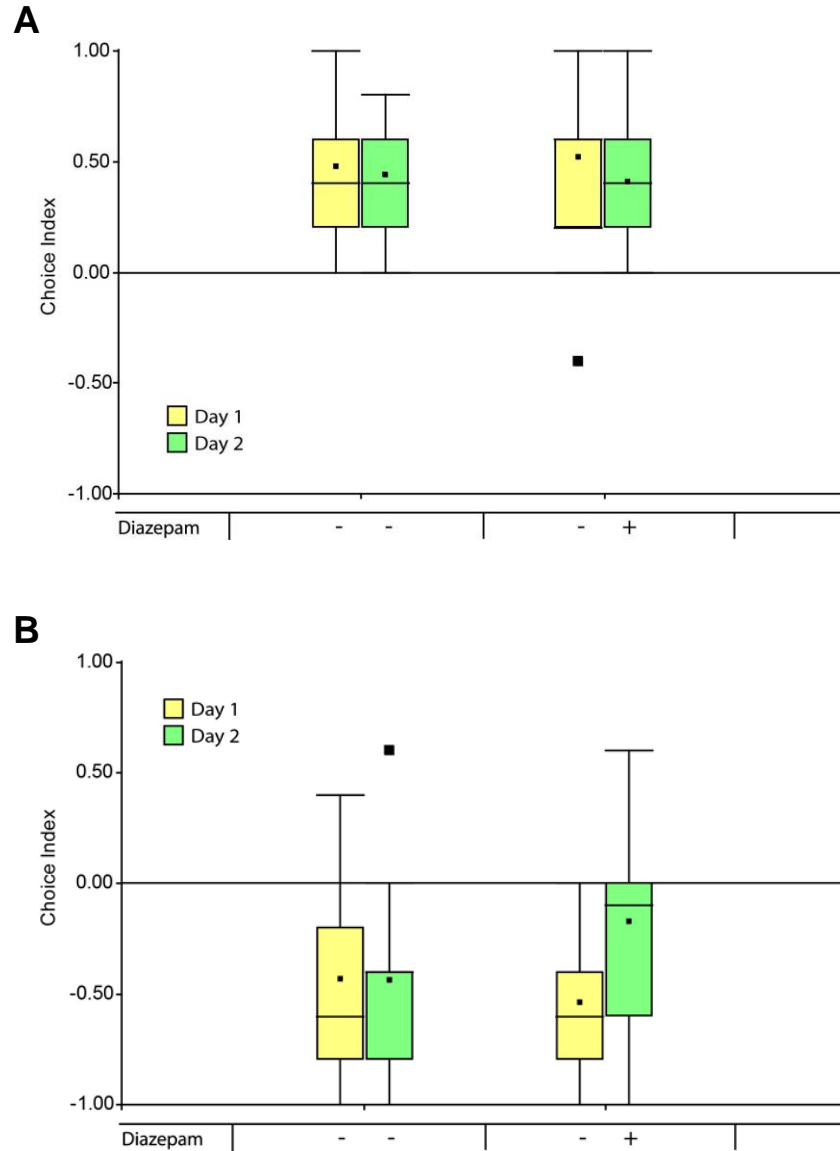 A
1.00
0.50
0.00
-0.50
-1.00
Choice Index
Day 1
Day 2
Diazepam - - - +
B
1.00
0.50
0.00
-0.50
-1.00
Choice Index
Day 1
Day 2
Diazepam - - - +